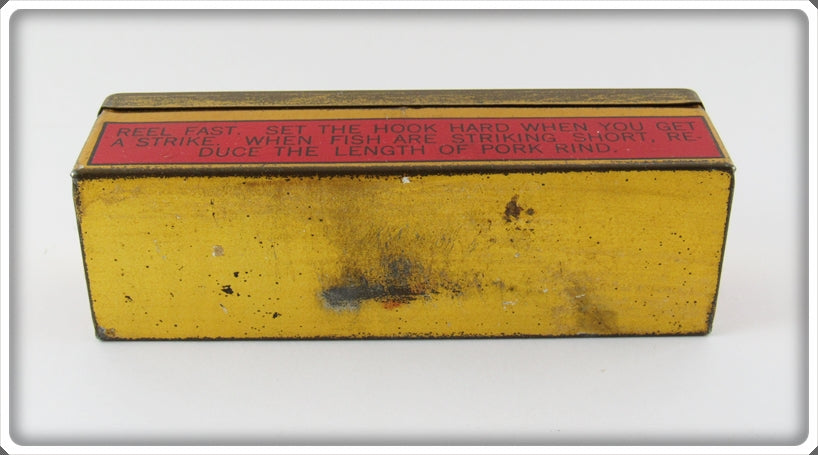 REEL FAST. SET THE HOOK HARD WHEN YOU GET
A STRIKE. WHEN FISH ARE STRIKING SHORT, RE-
DUCE THE LENGTH OF PORK RIND.